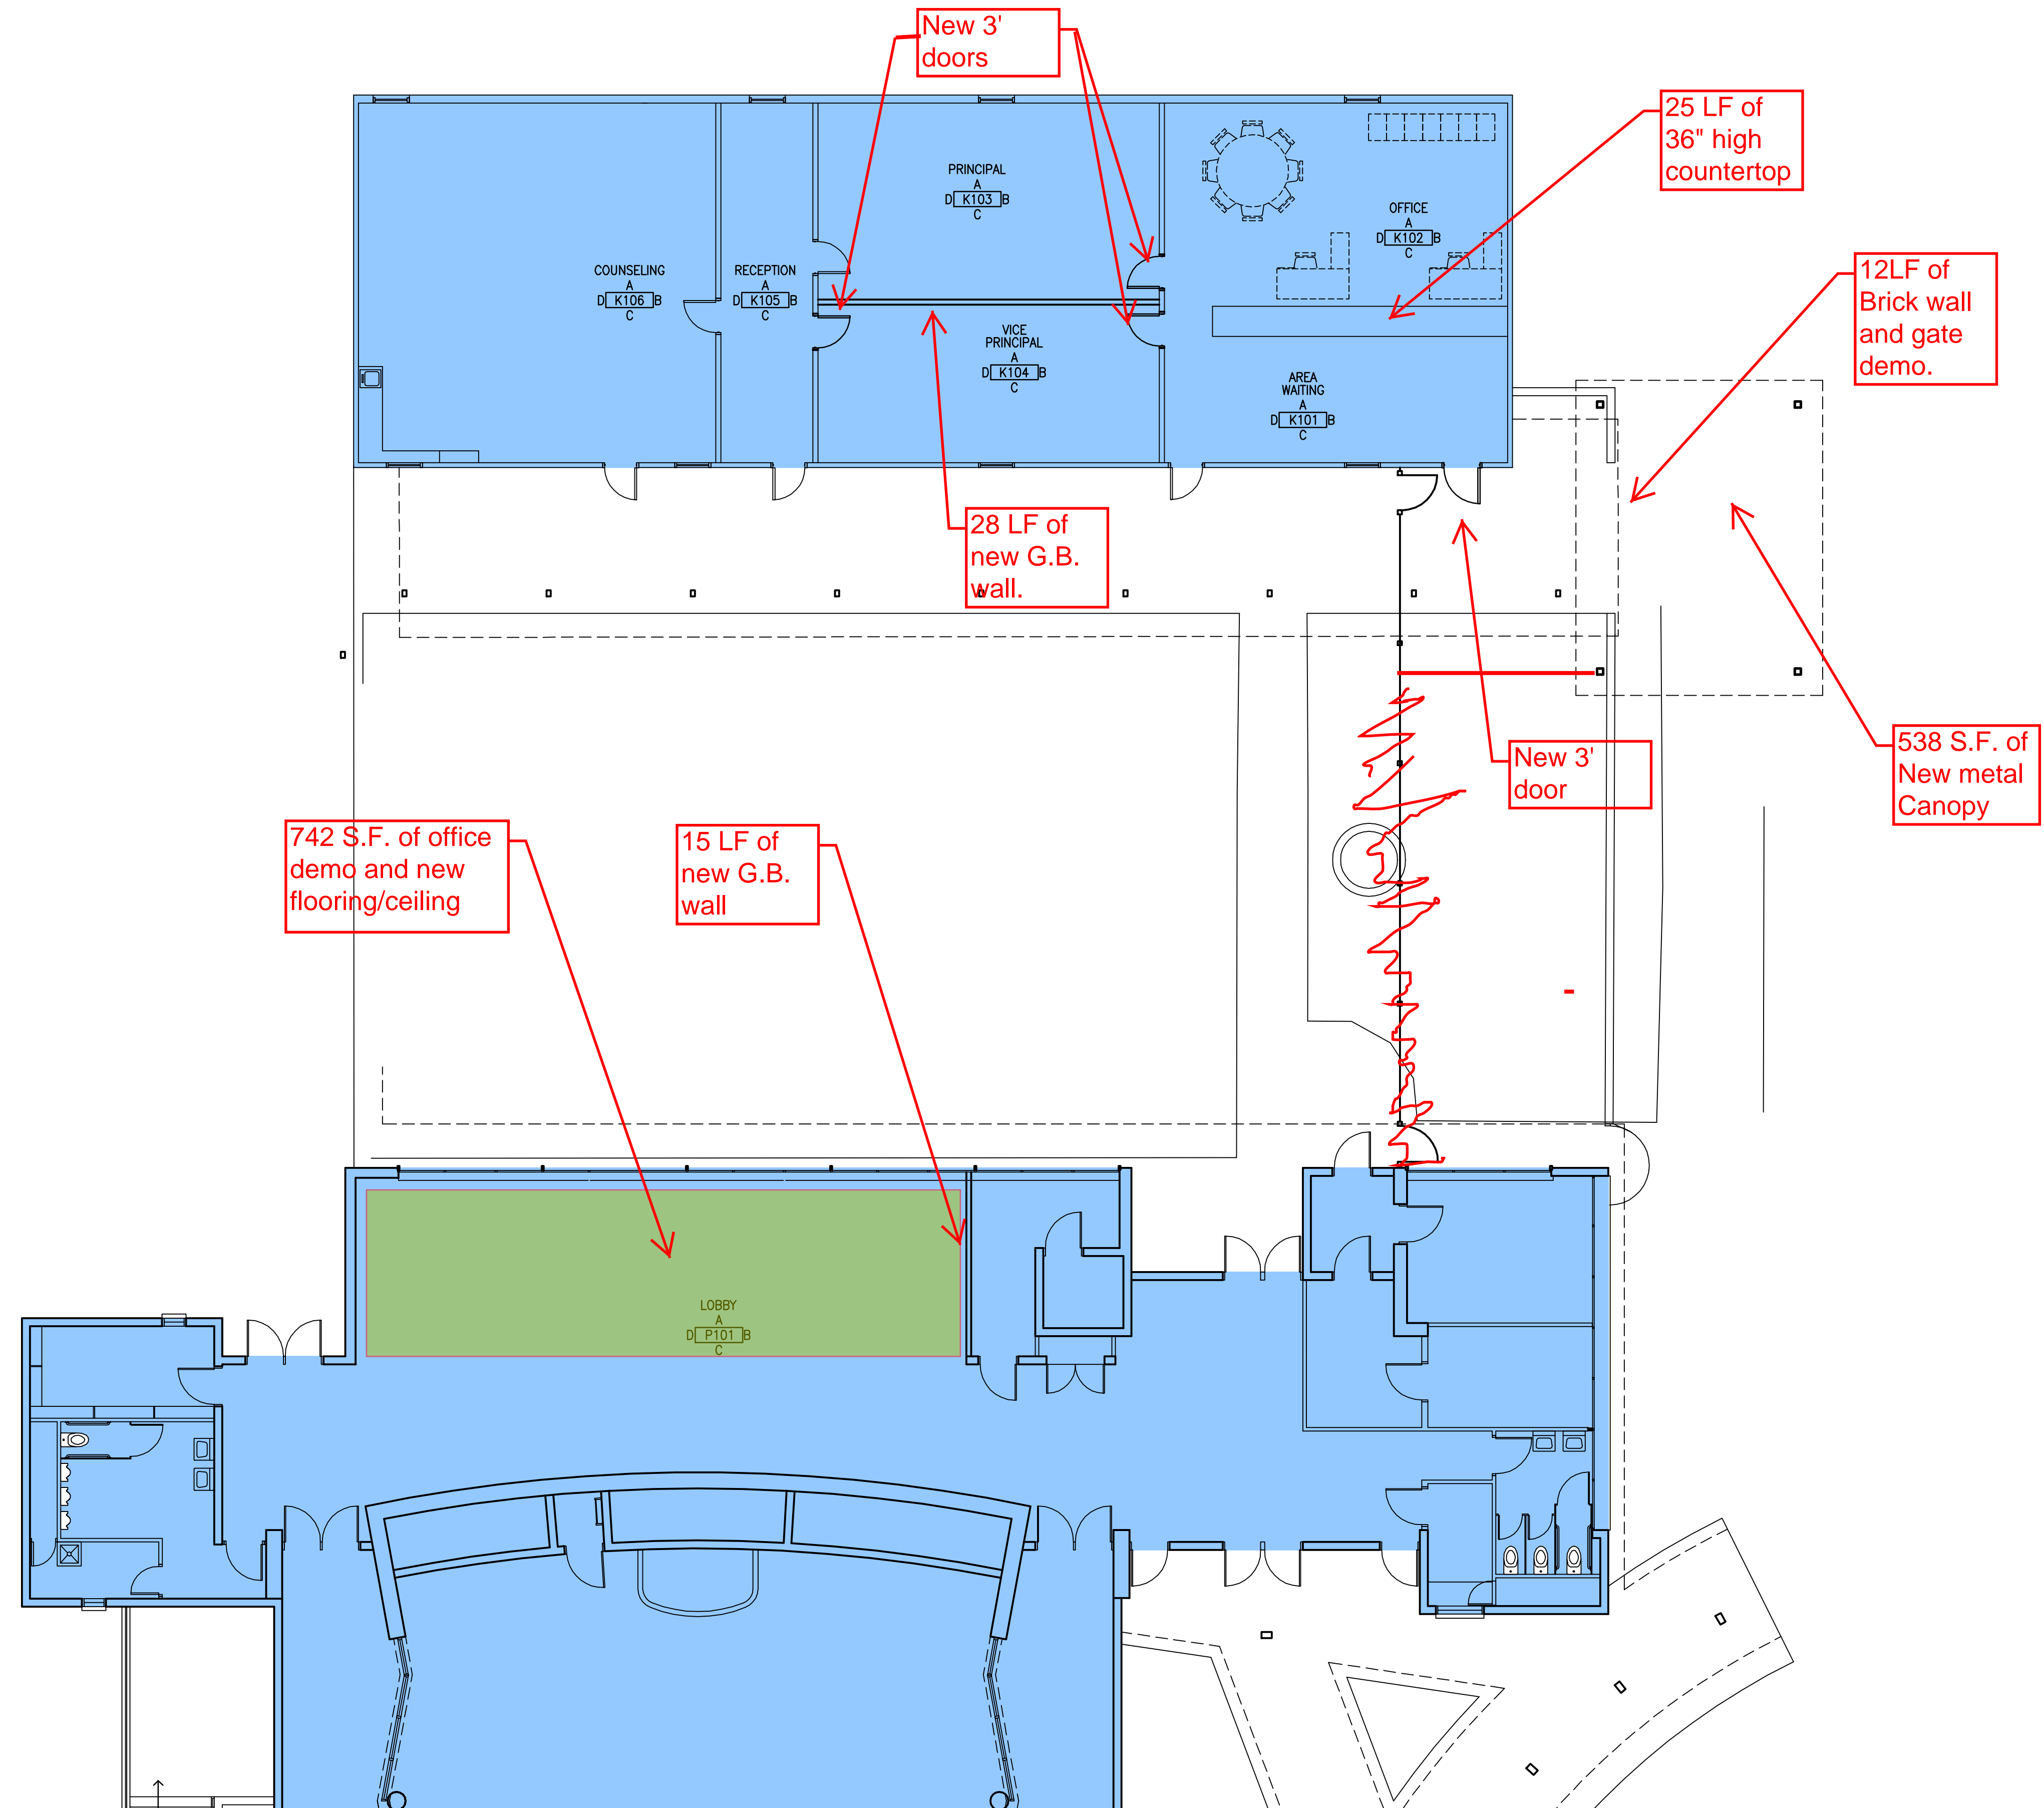 New 3'
doors
25 LF of
36" high
countertop
PRINCIPAL
A
D K103 B
C
OFFICE
A
D K102 B
C
COUNSELING
A
D K106 B
C
RECEPTION
A
D K105 B
C
12LF of
Brick wall
and gate
demo.
VICE
PRINCIPAL
A
D K104 B
C
AREA
WAITING
A
D K101 B
C
28 LF of
new G.B.
wall.
New 3'
door
538 S.F. of
New metal
Canopy
742 S.F. of office
demo and new
flooring/ceiling
15 LF of
new G.B.
wall
LOBBY
A
D P101 B
C